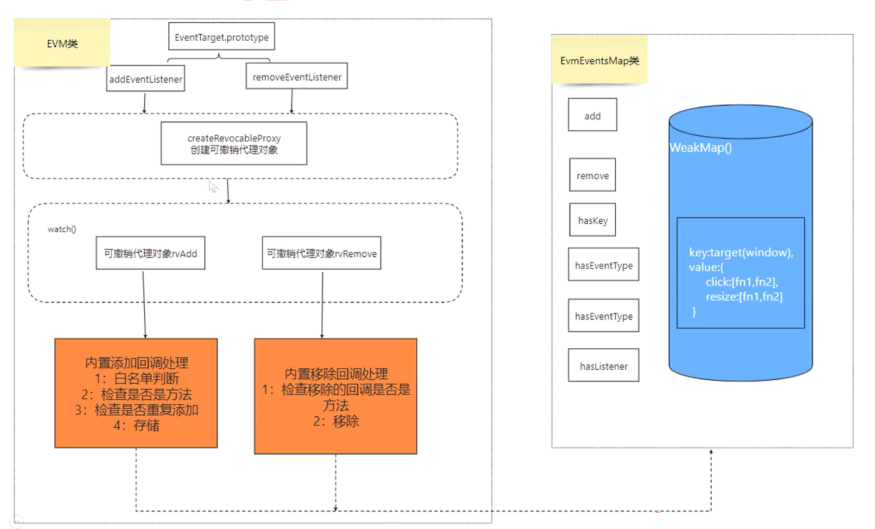 EVM类
EventTarget.prototype
addEventListener
removeEventListener
createRevocableProxy
创建可撤销代理对象
watch()
可撤销代理对象rvAdd
可撤销代理对象rvRemove
内置添加回调处理
1：白名单判断
2：检查是否是方法
3：检查是否重复添加
4：存储
内置移除回调处理
1：检查移除的回调是否是
方法
2：移除
EvmEventsMap类
add
remove
hasKey
hasEventType
hasEventType
hasListener
WeakMap()
key:target(window),
value:{
click:[fn1,fn2],
resize:[fn1,fn2]
}